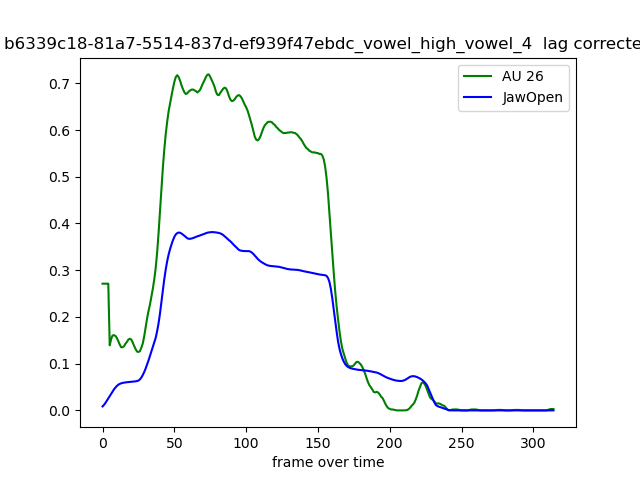 b6339c18-81a7-5514-837d-ef939f47ebdc_vowel_high_vowel_4 lag correcte
AU 26
JawOpen
0.7
0.6
0.5
0.4
0.3
0.2
0.1
0.0
0 50 100 150 200 250 300
frame over time